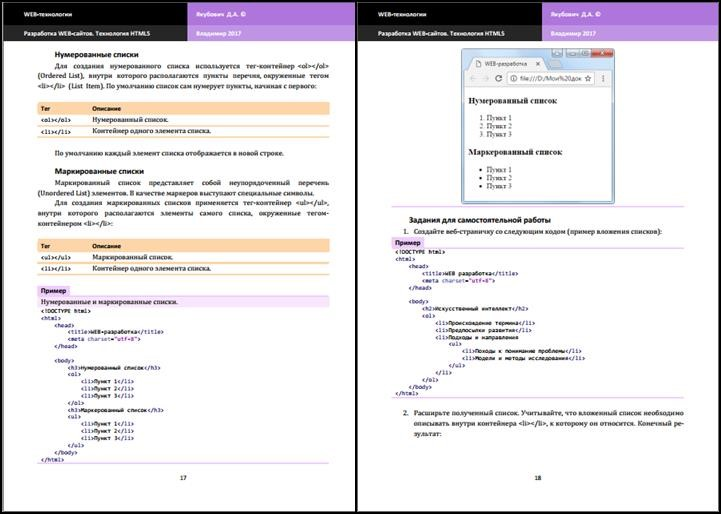 WEB-технологии
Якубович Д.А. ©
Разработка WEB-сайтов. Технология HTML5
Владимир 2017
Нумерованные списки
Для создания нумерованного списка используется тег-контейнер <ol></ol>
(Ordered List), внутри которого располагаются пункты перечня, окруженные тегом
<li></li> (List Item). По умолчанию список сам нумерует пункты, начиная с первого:
Тег Описание
<ol></ol> Нумерованный список.
<li></li> Контейнер одного элемента списка.
По умолчанию каждый элемент списка отображается в новой строке.
Маркированные списки
Маркированный список представляет собой неупорядоченный перечень
(Unordered List) элементов. В качестве маркеров выступают специальные символы.
Для создания маркированных списков применяется тег-контейнер <ul></ul>,
внутри которого располагаются элементы самого списка, окруженные тегом-
контейнером <li></li>:
Тег Описание
<ul></ul> Маркированный список.
<li></li> Контейнер одного элемента списка.
Пример
Нумерованные и маркированные списки.
<!DOCTYPE html>
<html>
<head>
<title>WEB-разработка</title>
<meta charset="utf-8">
</head>
<body>
<h3>Нумерованный список</h3>
<ol>
<li>Пункт 1</li>
<li>Пункт 2</li>
<li>Пункт 3</li>
</ol>
<h3>Маркированный список</h3>
<ul>
<li>Пункт 1</li>
<li>Пункт 2</li>
<li>Пункт 3</li>
</ul>
</body>
</html>
17
WEB-технологии
Якубович Д.А. ©
Разработка WEB-сайтов. Технология HTML5
Владимир 2017
WEB-разработка
file:///D:/Мои%20док
Нумерованный список
1. Пункт 1
2. Пункт 2
3. Пункт 3
Маркированный список
• Пункт 1
• Пункт 2
• Пункт 3
Задания для самостоятельной работы
1. Создайте веб-страничку со следующим кодом (пример вложения списков):
Пример
<!DOCTYPE html>
<html>
<head>
<title>WEB разработка</title>
<meta charset="utf-8">
</head>
<body>
<h2>Искусственный интеллект</h2>
<ol>
<li>Происхождение термина</li>
<li>Предпосылки развития</li>
<li>Подходы и направления
<ul>
<li>Походы к понимание проблемы</li>
<li>Модели и методы исследования</li>
</ul>
</li>
</ol>
</body>
</html>
2. Расширьте полученный список. Учитывайте, что вложенный список необходимо
описывать внутри контейнера <li></li>, к которому он относится. Конечный ре-
зультат:
18